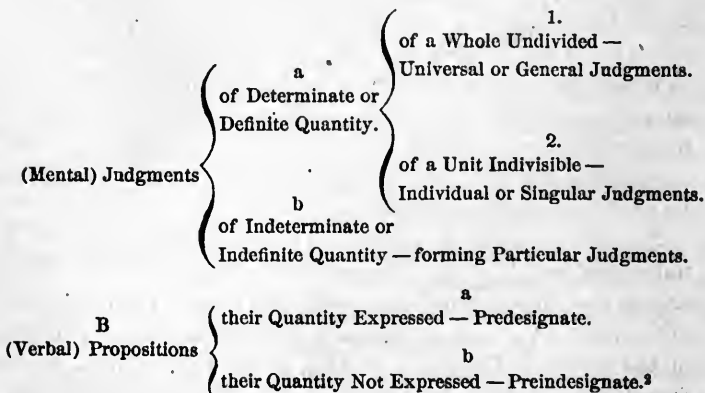 1.
of a Whole Undivided —
Universal or General Judgments.
a
of Determinate or
Definite Quantity.
2.
of a Unit Indivisible —
Individual or Singular Judgments.
(Mental) Judgments
b
of Indeterminate or
Indefinite Quantity — forming Particular Judgments.
a
their Quantity Expressed — Predesignate.
B
(Verbal) Propositions
b
their Quantity Not Expressed — Preindesignate.²